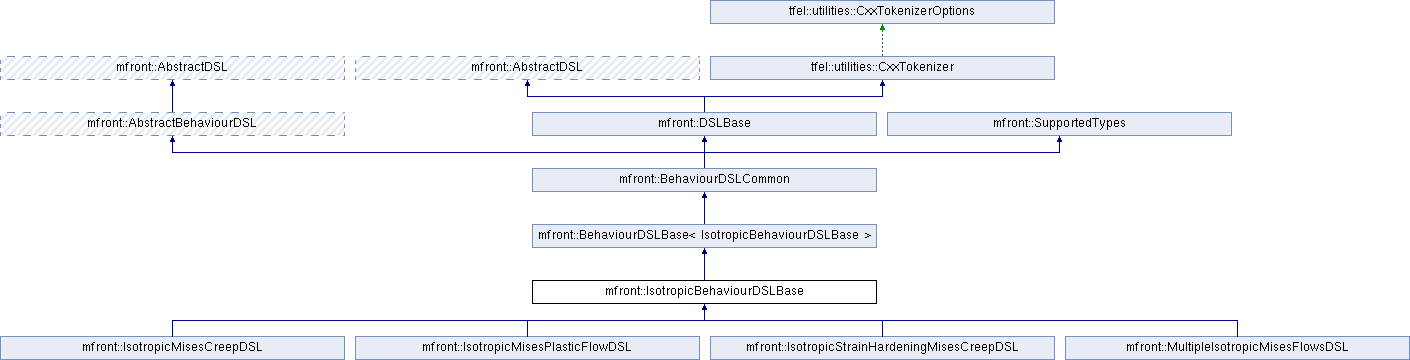 tfel::utilities::CxxTokenizerOptions
mfront::AbstractDSL
mfront::AbstractDSL
tfel::utilities::CxxTokenizer
mfront::AbstractBehaviourDSL
mfront::DSLBase
mfront::SupportedTypes
mfront::BehaviourDSLCommon
mfront::BehaviourDSLBase< IsotropicBehaviourDSLBase >
mfront::IsotropicBehaviourDSLBase
mfront::IsotropicMisesCreepDSL
mfront::IsotropicMisesPlasticFlowDSL
mfront::IsotropicStrainHardeningMisesCreepDSL
mfront::MultipleIsotropicMisesFlowsDSL